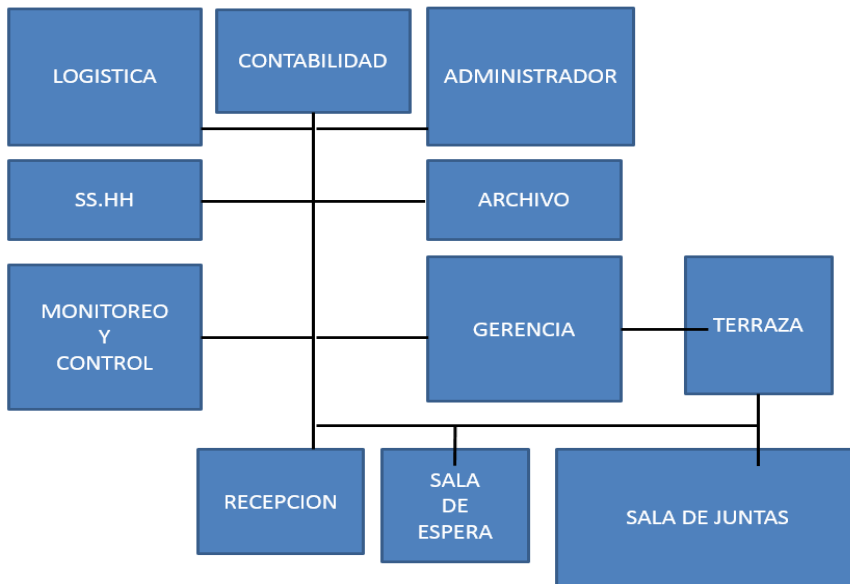 LOGISTICA
CONTABILIDAD
ADMINISTRADOR
SS.HH
ARCHIVO
MONITOREO
Y
CONTROL
GERENCIA
TERRAZA
RECEPCION
SALA
DE
ESPERA
SALA DE JUNTAS